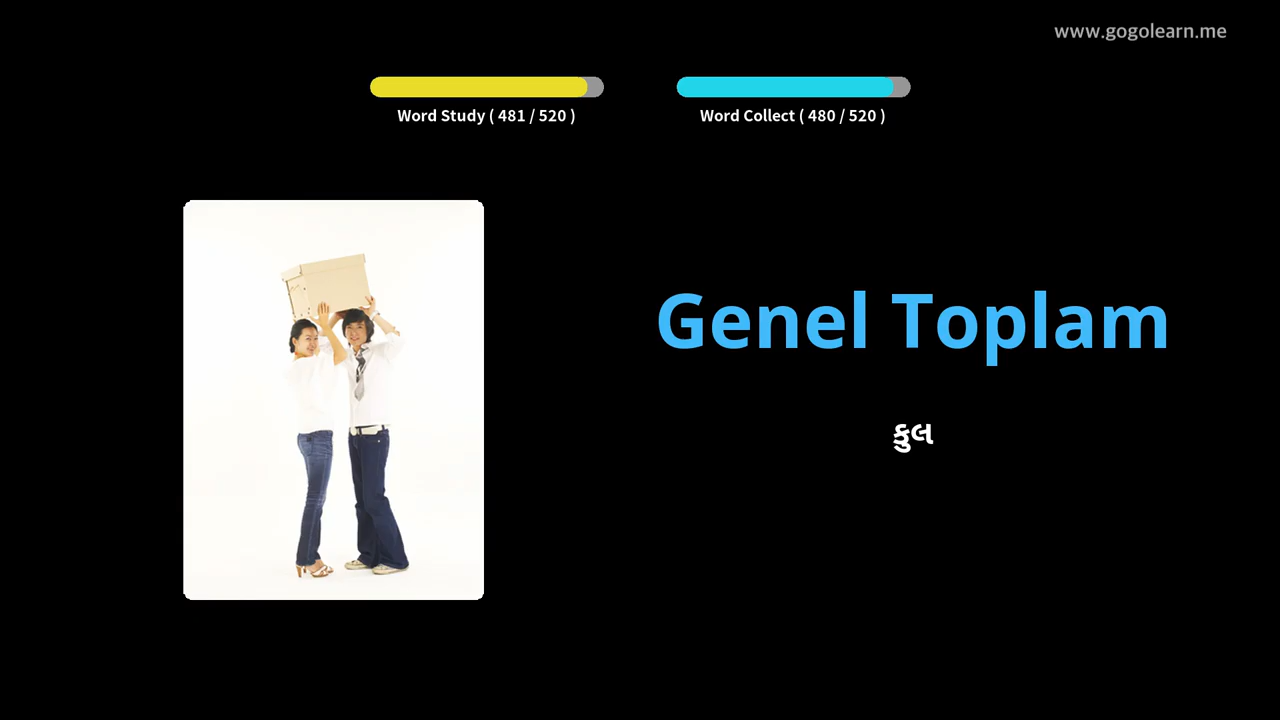 www.gogolearn.me
Word Study ( 481 / 520 )
Word Collect ( 480 / 520 )
Genel Toplam
કુલ